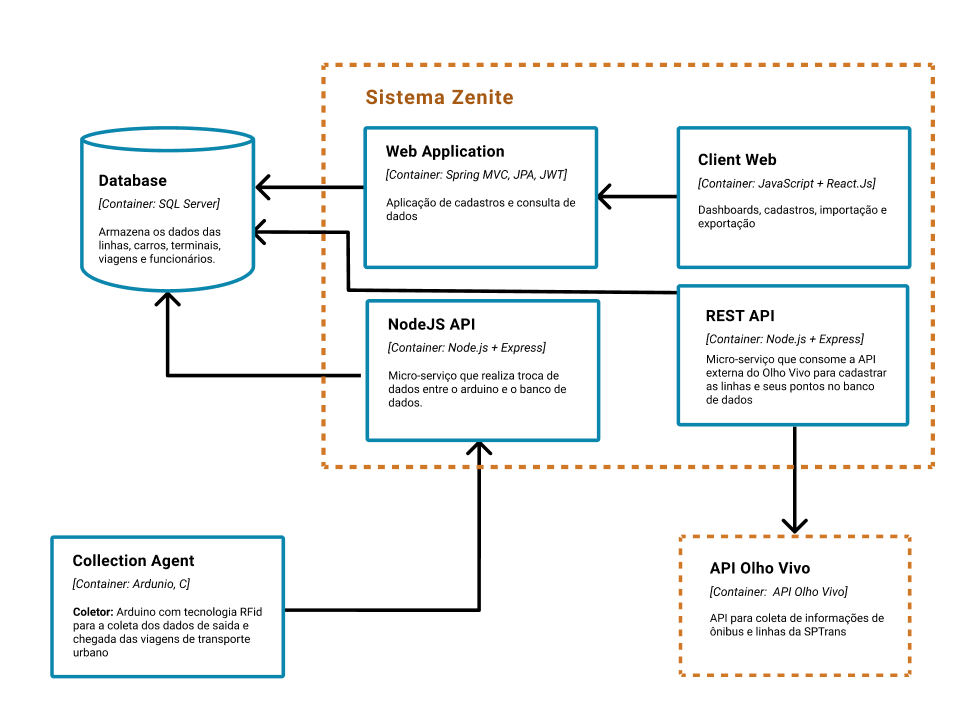 Sistema Zenite
Database
[Container: SQL Server]
Armazena os dados das
linhas, carros, terminais,
viagens e funcionários.
Web Application
[Container: Spring MVC, JPA, JWT]
Aplicação de cadastros e consulta de
dados
Client Web
[Container: JavaScript + React.Js]
Dashboards, cadastros, importação e
exportação
NodeJS API
[Container: Node.js + Express]
Micro-serviço que realiza troca de
dados entre o arduino e o banco de
dados.
REST API
[Container: Node.js + Express]
Micro-serviço que consome a API
externa do Olho Vivo para cadastrar
as linhas e seus pontos no banco
de dados
Collection Agent
[Container: Ardunio, C]
Coletor: Arduino com tecnologia RFid
para a coleta dos dados de saida e
chegada das viagens de transporte
urbano
API Olho Vivo
[Container: API Olho Vivo]
API para coleta de informações de
ônibus e linhas da SPTrans